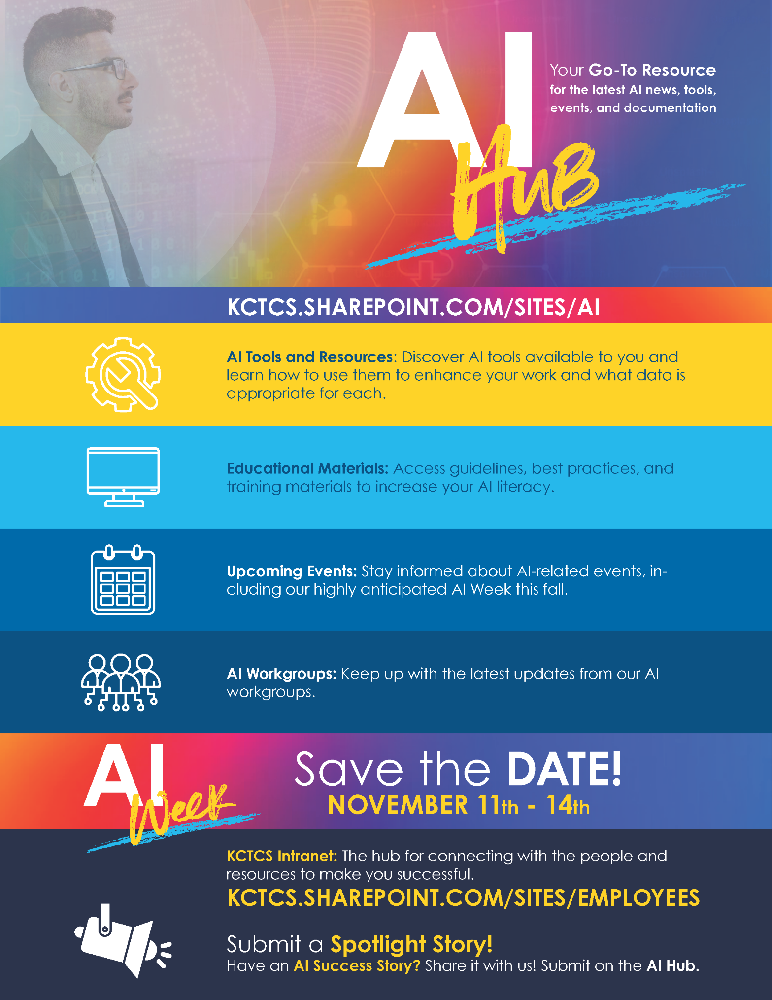 AI
Hub
Your Go-To Resource
for the latest AI news, tools,
events, and documentation
KCTCS.SHAREPOINT.COM/SITES/AI
AI Tools and Resources: Discover AI tools available to you and
learn how to use them to enhance your work and what data is
appropriate for each.
Educational Materials: Access guidelines, best practices, and
training materials to increase your AI literacy.
Upcoming Events: Stay informed about AI-related events, in-
cluding our highly anticipated AI Week this fall.
AI Workgroups: Keep up with the latest updates from our AI
workgroups.
AI
Week
Save the DATE!
NOVEMBER 11th - 14th
KCTCS Intranet: The hub for connecting with the people and
resources to make you successful.
KCTCS.SHAREPOINT.COM/SITES/EMPLOYEES
Submit a Spotlight Story!
Have an AI Success Story? Share it with us! Submit on the AI Hub.